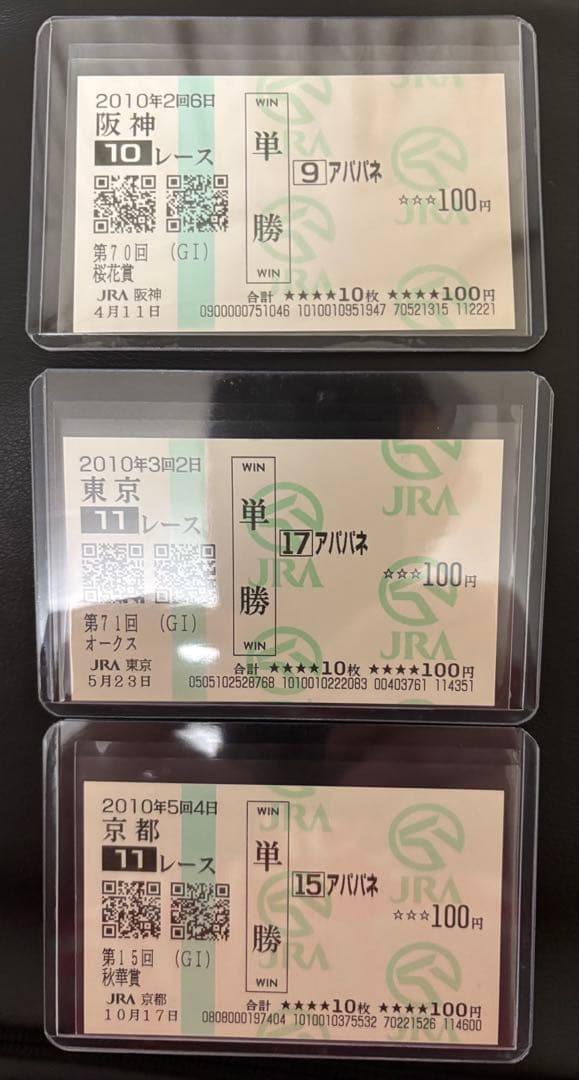 2010年2回6日
阪神
10レース
第70回 (GI)
桜花賞
JRA 阪神
4月11日
WIN
単勝
WIN
9 アパパネ
☆☆☆100円
合計 ★★★★10枚 ★★★★100円
0900000751046 1010010951947 70521315 112221
JRA
JRA
JRA
JRA
2010年3回2日
東京
11レース
第71回 (GI)
オークス
JRA 東京
5月23日
WIN
単勝
WIN
17 アパパネ
☆☆☆100円
合計 ★★★★10枚 ★★★★100円
0505102528768 1010010222083 00403761 114351
JRA
JRA
JRA
2010年5回4日
京都
11レース
第15回 (GI)
秋華賞
JRA 京都
10月17日
WIN
単勝
WIN
15 アパパネ
☆☆☆100円
合計 ★★★★10枚 ★★★★100円
0808000197404 1010010375532 70221526 114600
JRA
JRA
JRA